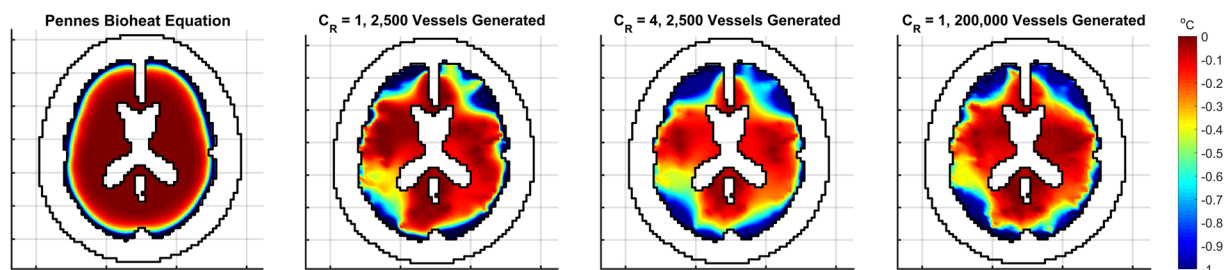 Pennes Bioheat Equation
C_R = 1, 2,500 Vessels Generated
C_R = 4, 2,500 Vessels Generated
C_R = 1, 200,000 Vessels Generated
°C
0
-0.1
-0.2
-0.3
-0.4
-0.5
-0.6
-0.7
-0.8
-0.9
-1